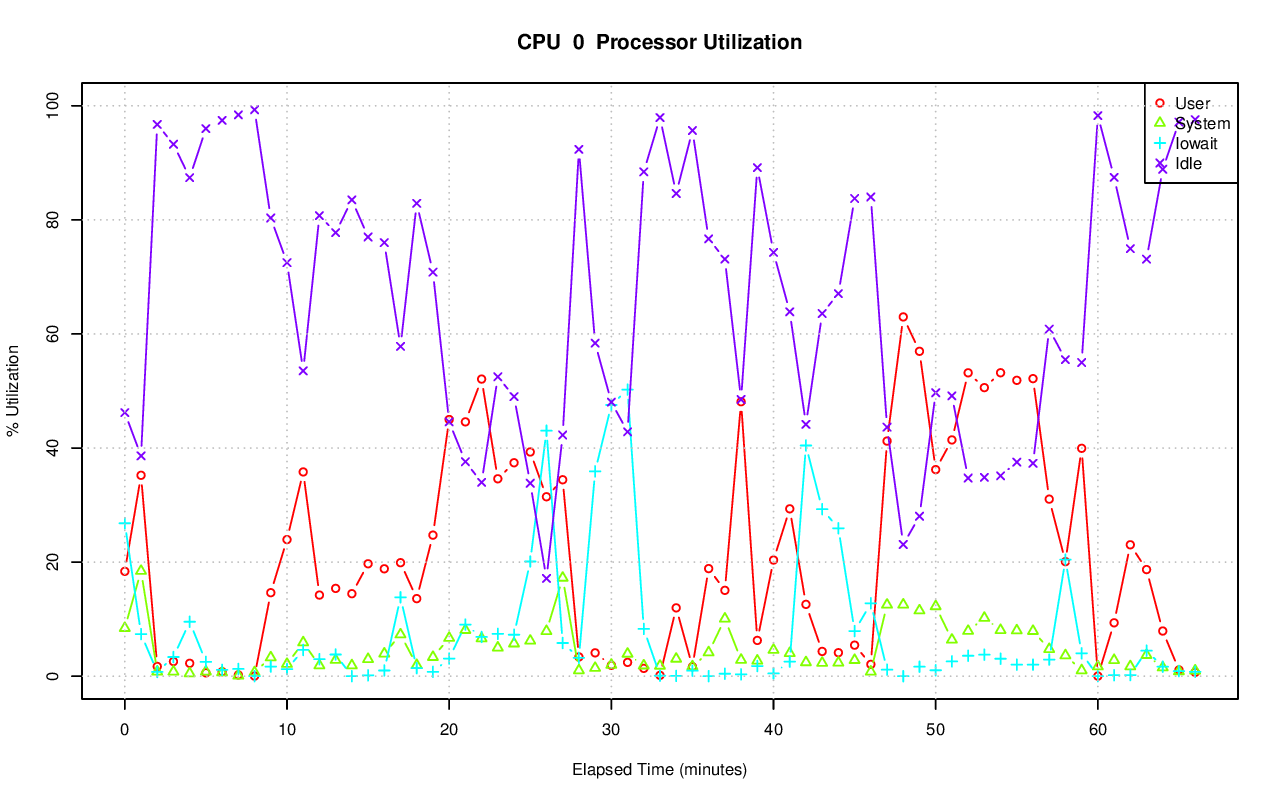 CPU 0 Processor Utilization
% Utilization
100
80
60
40
20
0
User
System
Iowait
Idle
0 10 20 30 40 50 60
Elapsed Time (minutes)